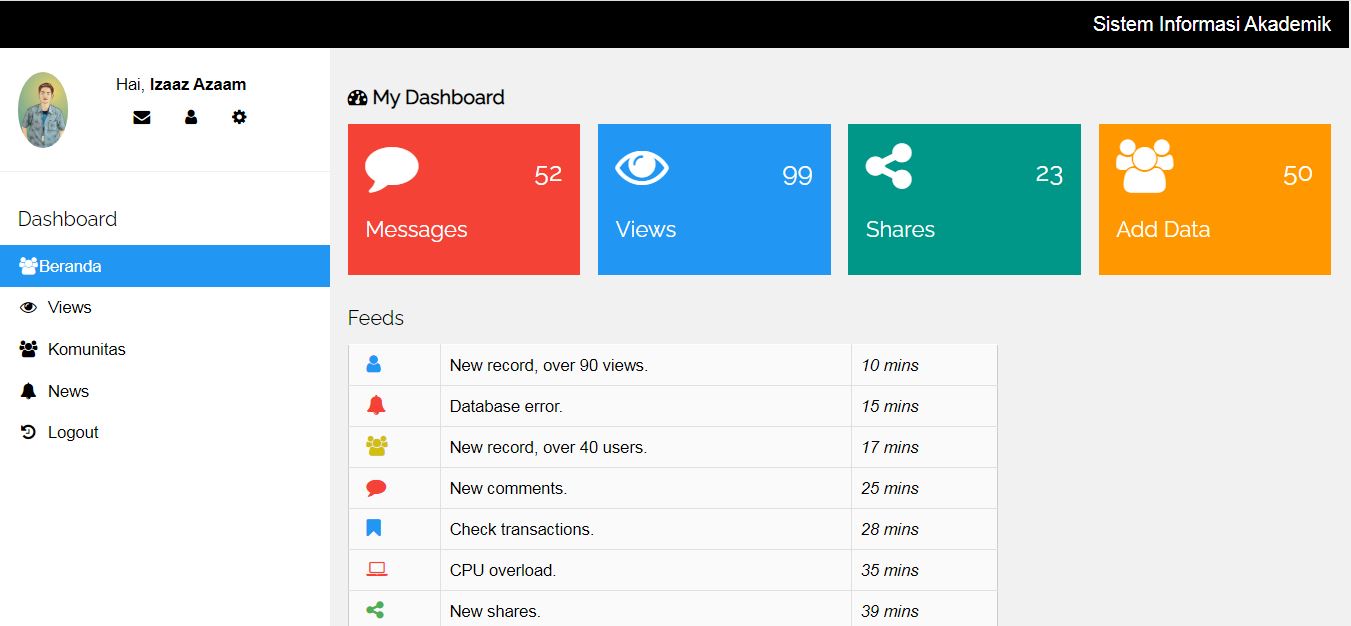 Sistem Informasi Akademik
Hai, Izaaz Azaam
Dashboard
Beranda
Views
Komunitas
News
Logout
My Dashboard
52
Messages
99
Views
23
Shares
50
Add Data
Feeds
New record, over 90 views. 10 mins
Database error. 15 mins
New record, over 40 users. 17 mins
New comments. 25 mins
Check transactions. 28 mins
CPU overload. 35 mins
New shares. 39 mins